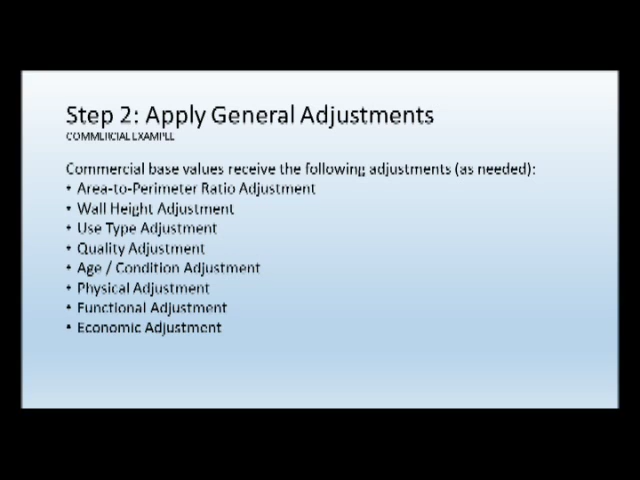 Step 2: Apply General Adjustments
COMMERCIAL EXAMPLE
Commercial base values receive the following adjustments (as needed):
• Area-to-Perimeter Ratio Adjustment
• Wall Height Adjustment
• Use Type Adjustment
• Quality Adjustment
• Age / Condition Adjustment
• Physical Adjustment
• Functional Adjustment
• Economic Adjustment